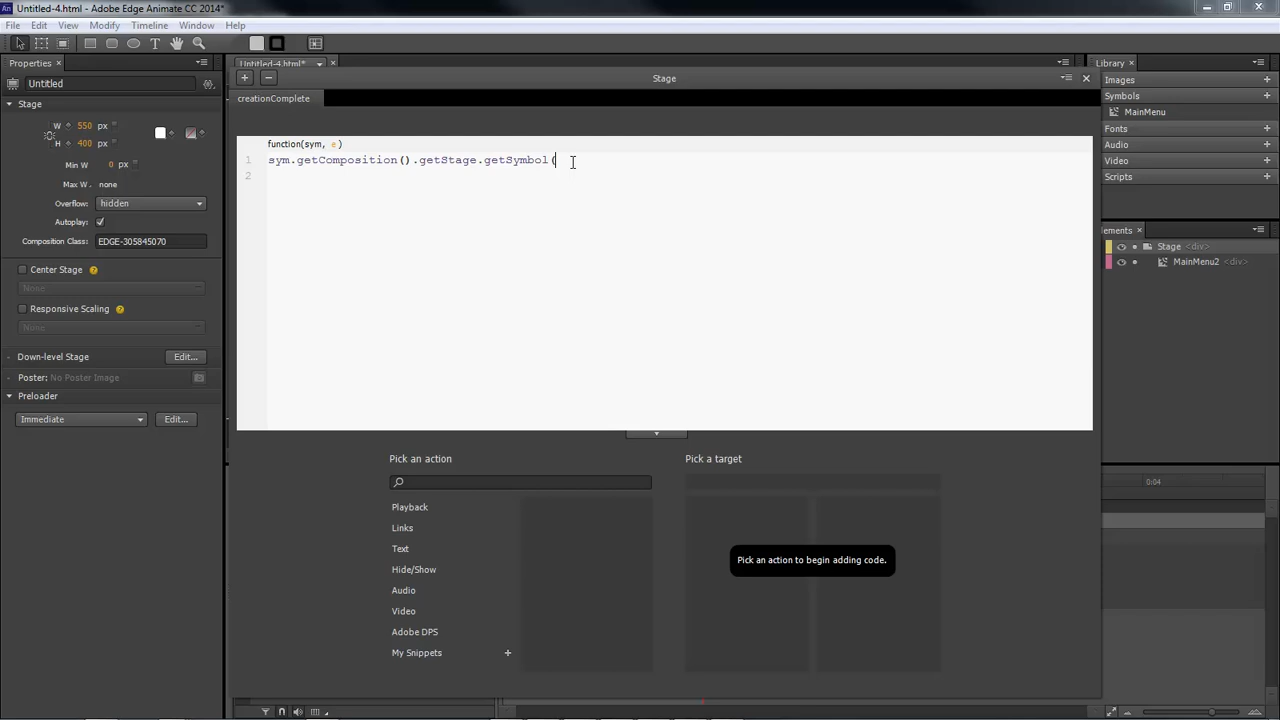 Untitled-4.html* - Adobe Edge Animate CC 2014*
File Edit View Modify Timeline Window Help
Properties
Untitled
Stage
W 550 px
H 400 px
Min W 0 px
Max W none
Overflow: hidden
Autoplay:
Composition Class: EDGE-305845070
Center Stage ?
None
Responsive Scaling ?
None
Down-level Stage Edit...
Poster: No Poster Image
Preloader
Immediate Edit...
Untitled-4.html*
Stage
creationComplete
function(sym, e)
1 sym.getComposition().getStage.getSymbol(
2
Pick an action
Playback
Links
Text
Hide/Show
Audio
Video
Adobe DPS
My Snippets +
Pick a target
Pick an action to begin adding code.
Library
Images +
Symbols +
MainMenu
Fonts +
Audio +
Video +
Scripts +
lements
Stage <div>
MainMenu2 <div>
0:04